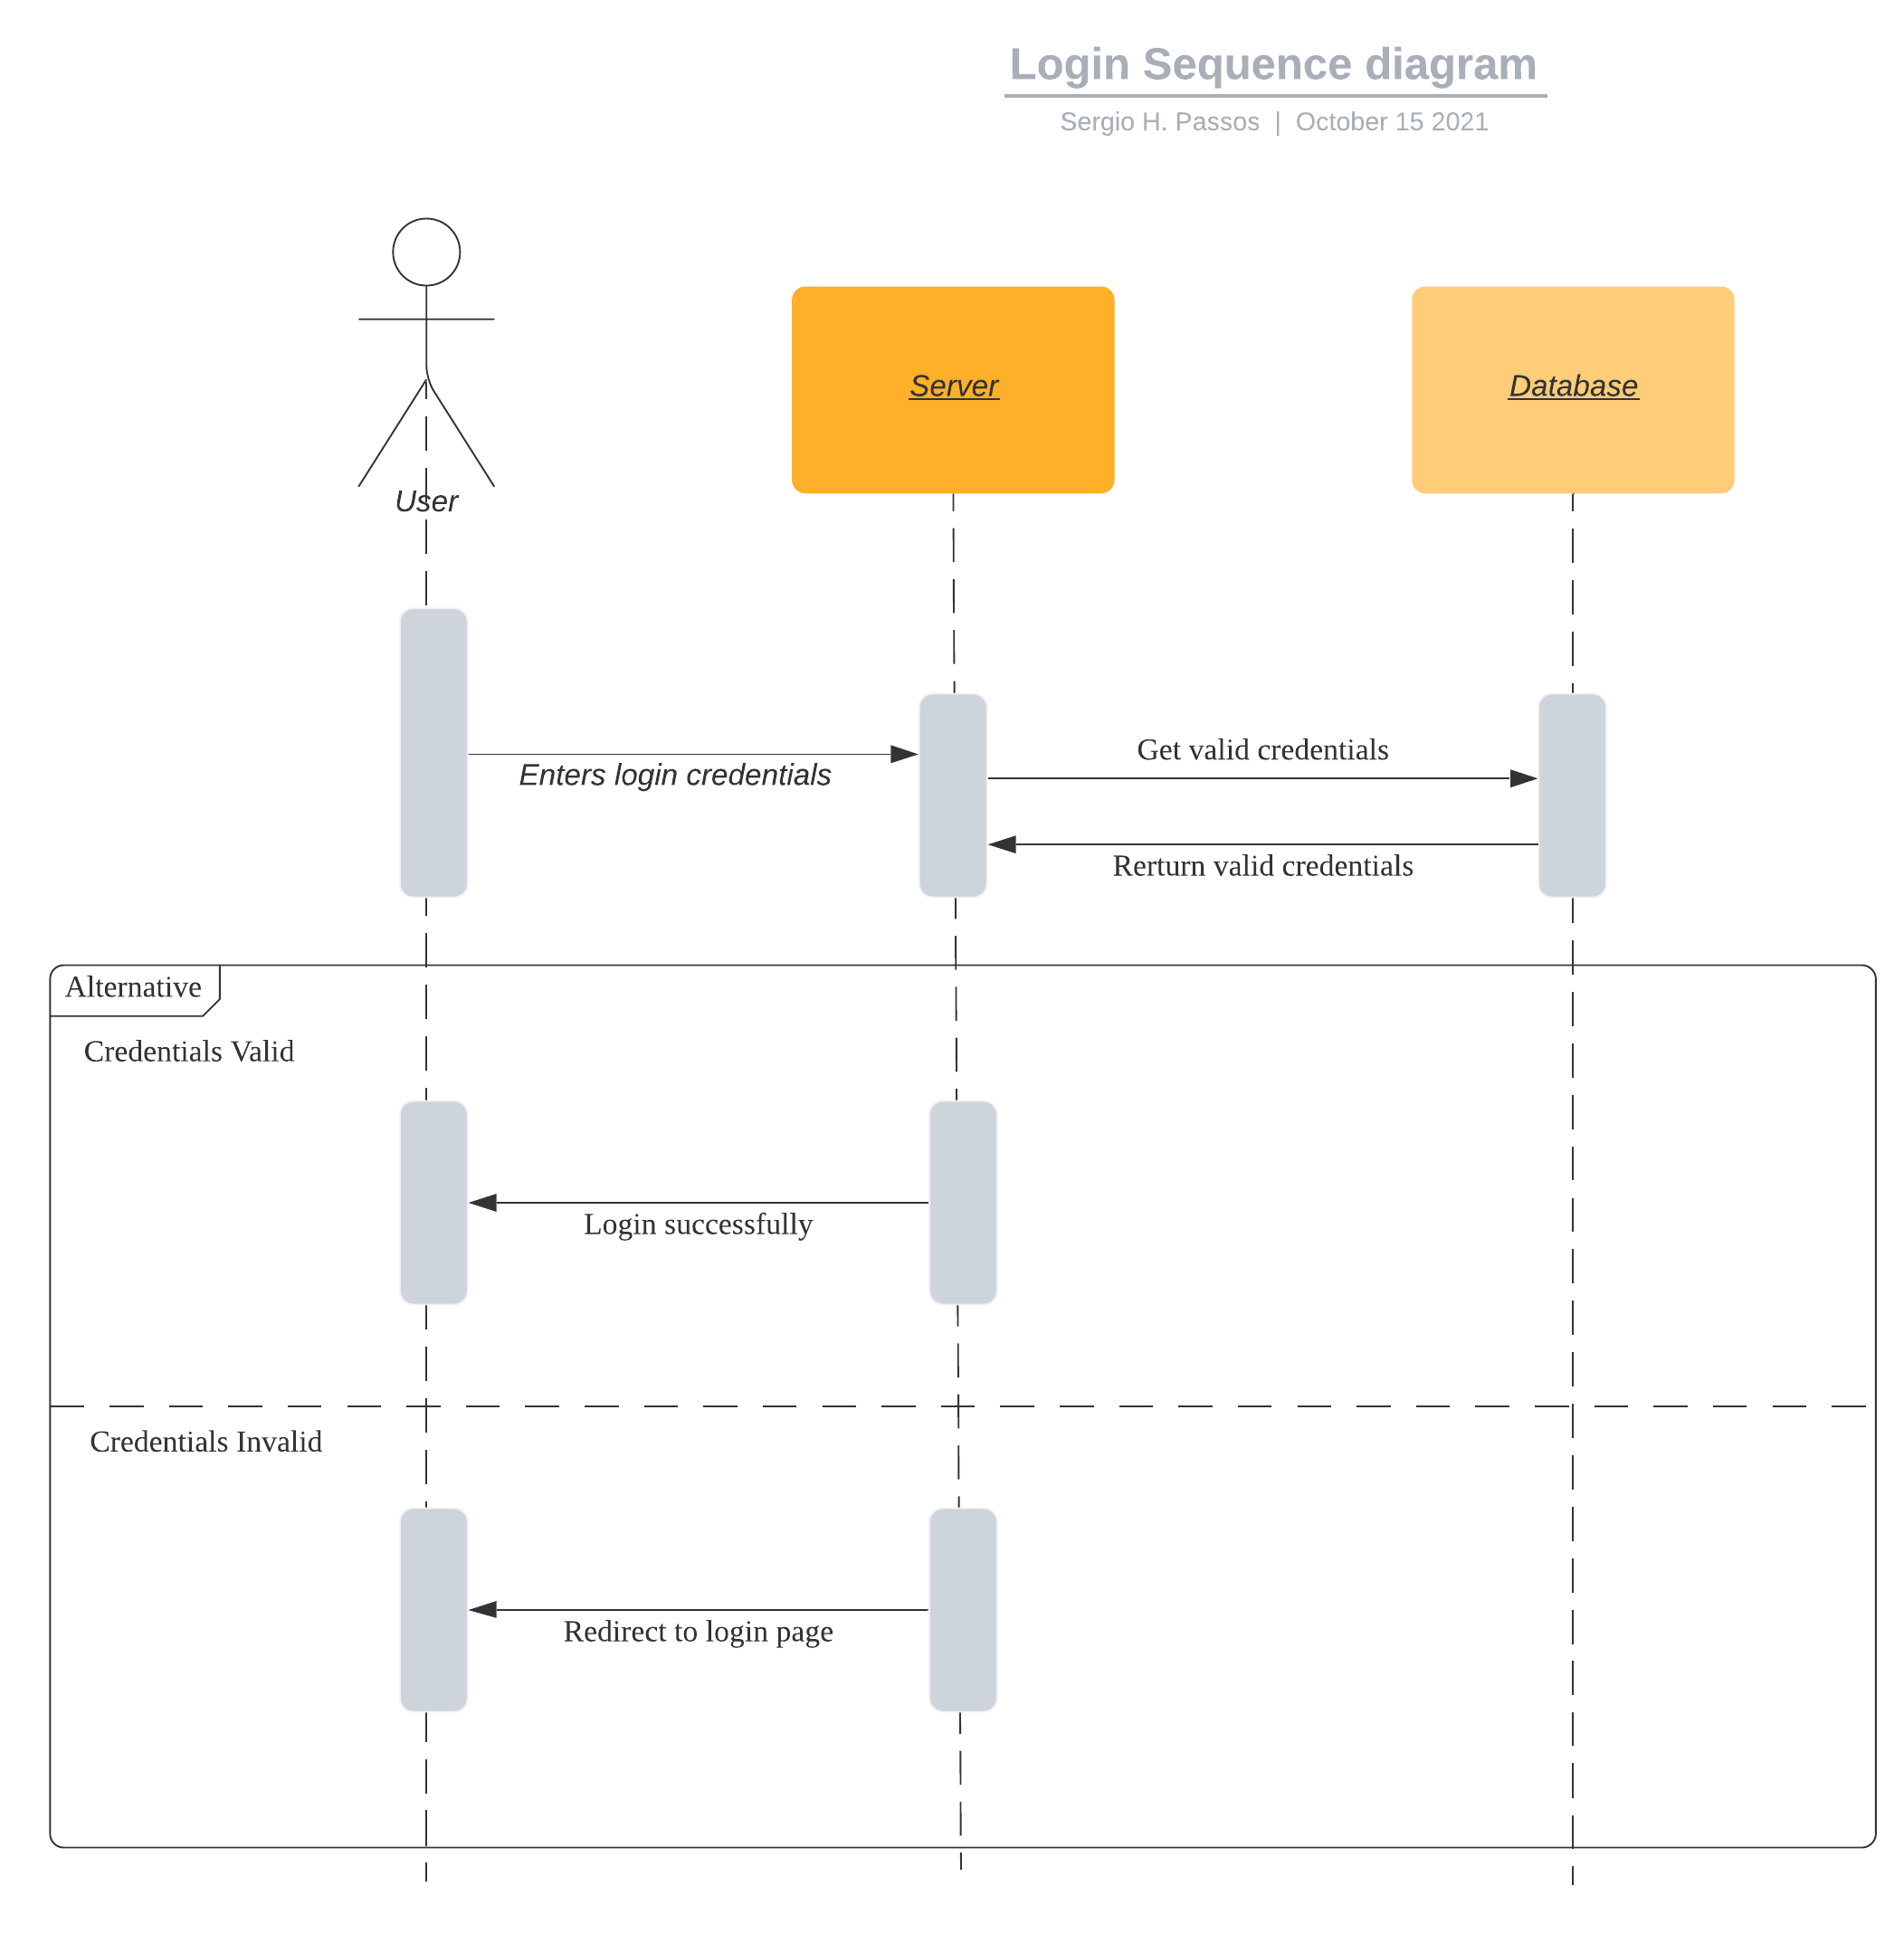 Login Sequence diagram
Sergio H. Passos | October 15 2021
User
Server
Database
Enters login credentials
Get valid credentials
Rerturn valid credentials
Alternative
Credentials Valid
Login successfully
Credentials Invalid
Redirect to login page